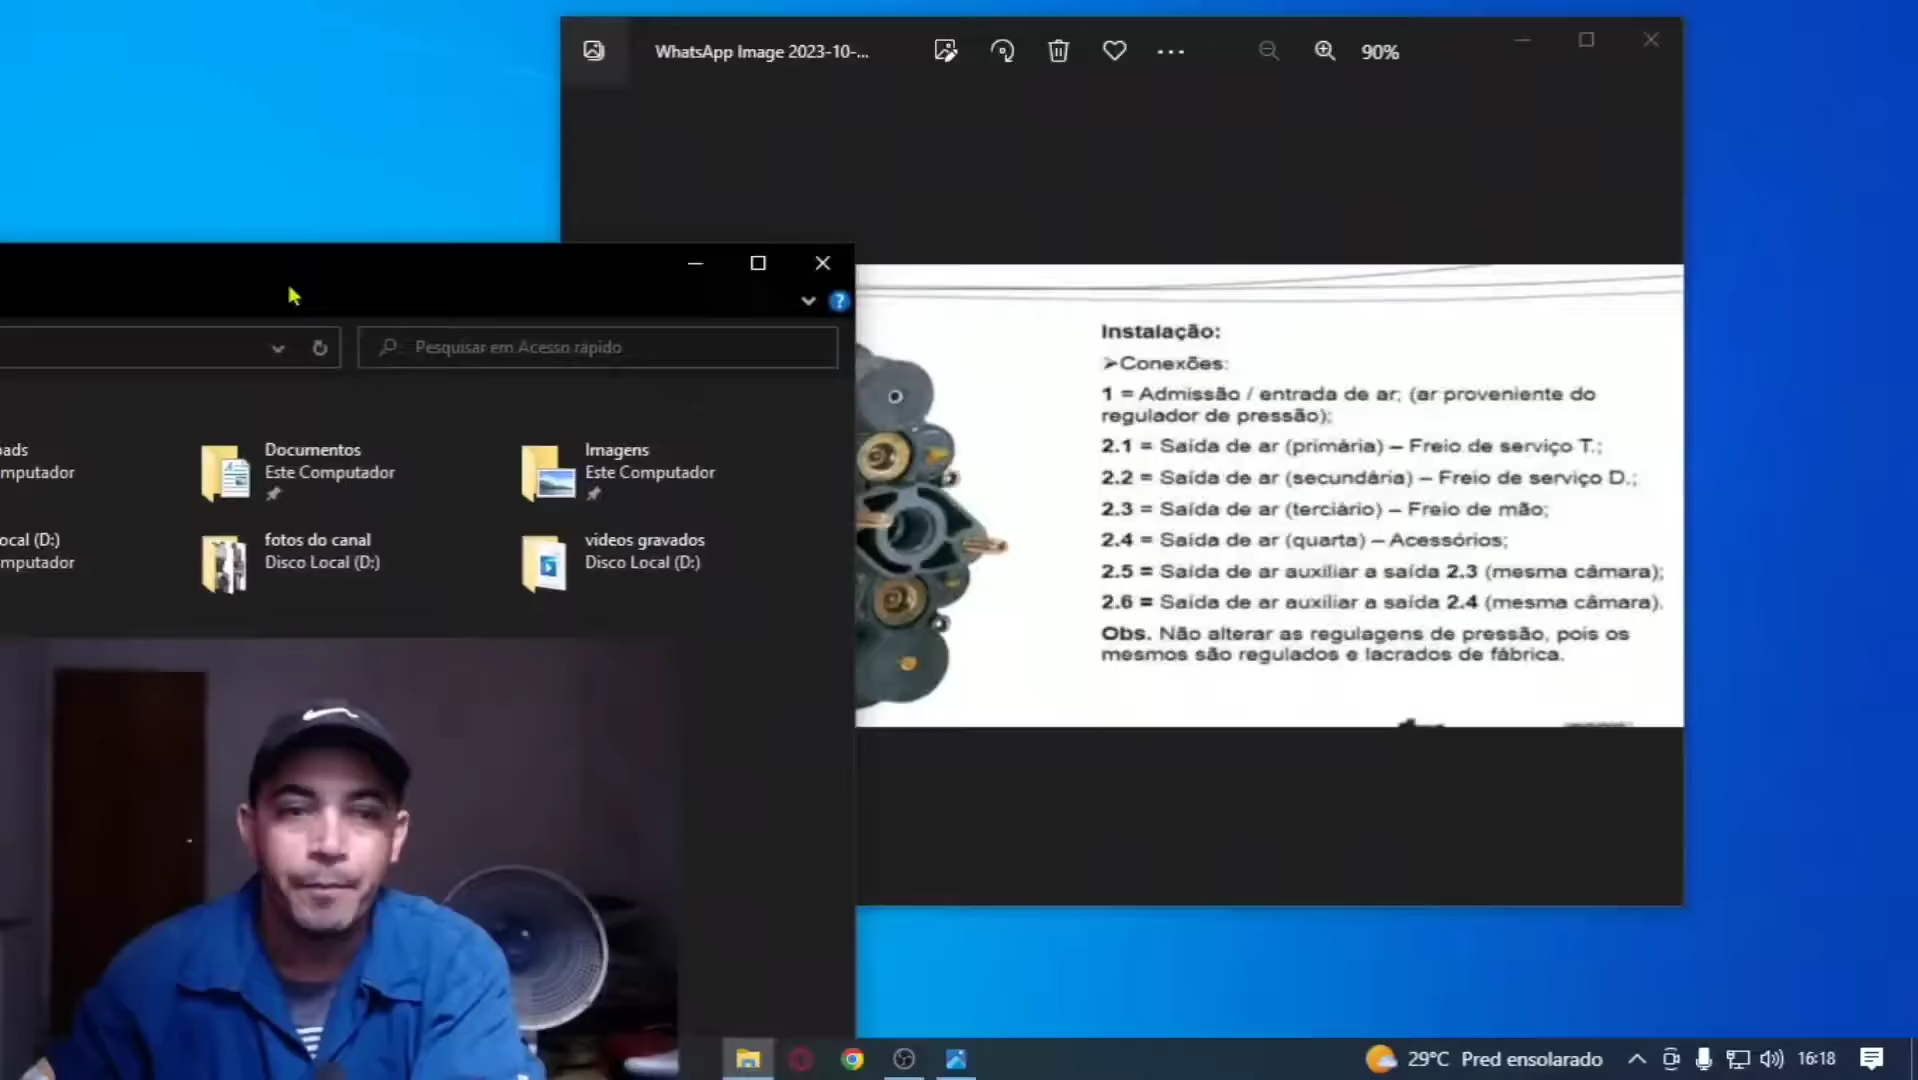 WhatsApp Image 2023-10-...
90%
Pesquisar em Acesso rápido
Instalação:
➤Conexões:
1 = Admissão / entrada de ar; (ar proveniente do
regulador de pressão);
2.1 = Saída de ar (primária) – Freio de serviço T.;
2.2 = Saída de ar (secundária) – Freio de serviço D.;
2.3 = Saída de ar (terciário) – Freio de mão;
2.4 = Saída de ar (quarta) – Acessórios;
2.5 = Saída de ar auxiliar a saída 2.3 (mesma câmara);
2.6 = Saída de ar auxiliar a saída 2.4 (mesma câmara).
Obs. Não alterar as regulagens de pressão, pois os
mesmos são regulados e lacrados de fábrica.
oads
mputador
Documentos
Este Computador
Imagens
Este Computador
ocal (D:)
mputador
fotos do canal
Disco Local (D:)
videos gravados
Disco Local (D:)
29°C Pred ensolarado
16:18